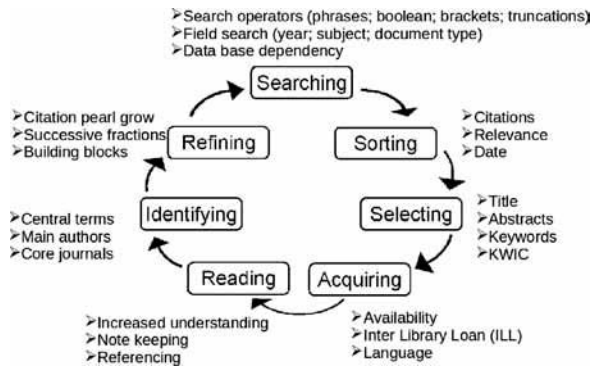 ➢Search operators (phrases; boolean; brackets; truncations)
➢Field search (year; subject; document type)
➢Data base dependency
Searching
➢Citation pearl grow
➢Successive fractions
➢Building blocks
Refining
Sorting
➢Citations
➢Relevance
➢Date
➢Central terms
➢Main authors
➢Core journals
Identifying
Selecting
➢Title
➢Abstracts
➢Keywords
➢KWIC
Reading
Acquiring
➢Increased understanding
➢Note keeping
➢Referencing
➢Availability
➢Inter Library Loan (ILL)
➢Language